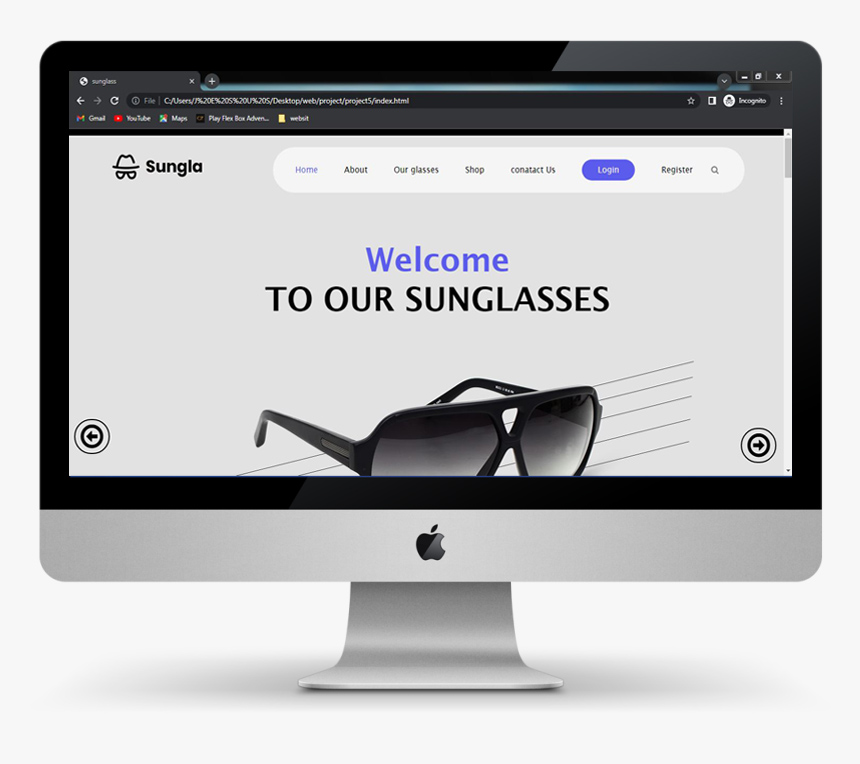 sunglass
File C:/Users/J%20E%20S%20U%20S/Desktop/web/project/project5/index.html Incognito
Gmail YouTube Maps Play Flex Box Adven... websit
Sungla Home About Our glasses Shop conatact Us Login Register
Welcome
TO OUR SUNGLASSES